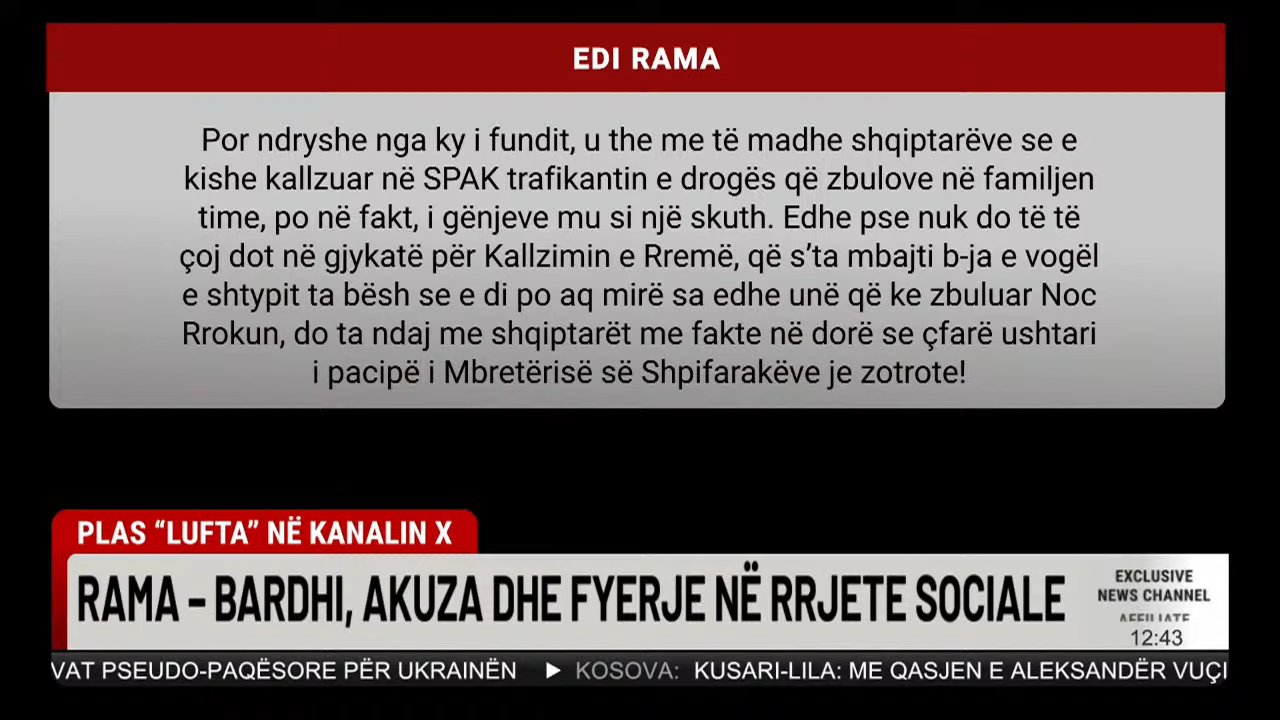 EDI RAMA
Por ndryshe nga ky i fundit, u the me të madhe shqiptarëve se e
kishe kallzuar në SPAK trafikantin e drogës që zbulove në familjen
time, po në fakt, i gënjeve mu si një skuth. Edhe pse nuk do të të
çoj dot në gjykatë për Kallzimin e Rremë, që s’ta mbajti b-ja e vogël
e shtypit ta bësh se e di po aq mirë sa edhe unë që ke zbuluar Noc
Rrokun, do ta ndaj me shqiptarët me fakte në dorë se çfarë ushtari
i pacipë i Mbretërisë së Shpifarakëve je zotrote!
PLAS “LUFTA” NË KANALIN X
RAMA – BARDHI, AKUZA DHE FYERJE NË RRJETE SOCIALE
EXCLUSIVE
NEWS CHANNEL
AFFILIATE
12:43
VAT PSEUDO-PAQËSORE PËR UKRAINËN ▶ KOSOVA: KUSARI-LILA: ME QASJEN E ALEKSANDËR VUÇI